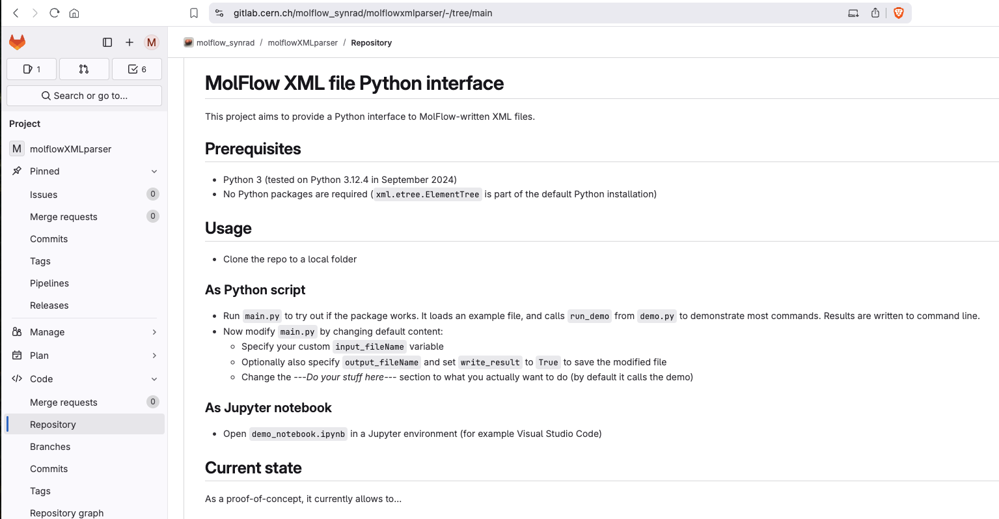 gitlab.cern.ch/molflow_synrad/molflowxmlparser/-/tree/main
M
molflow_synrad / molflowXMLparser / Repository
1
6
Search or go to...
Project
M molflowXMLparser
Pinned
Issues 0
Merge requests 0
Commits
Tags
Pipelines
Releases
Manage
Plan
Code
Merge requests 0
Repository
Branches
Commits
Tags
Repository graph
MolFlow XML file Python interface
This project aims to provide a Python interface to MolFlow-written XML files.
Prerequisites
• Python 3 (tested on Python 3.12.4 in September 2024)
• No Python packages are required ( xml.etree.ElementTree is part of the default Python installation)
Usage
• Clone the repo to a local folder
As Python script
• Run main.py to try out if the package works. It loads an example file, and calls run_demo from demo.py to demonstrate most commands. Results are written to command line.
• Now modify main.py by changing default content:
◦ Specify your custom input_fileName variable
◦ Optionally also specify output_fileName and set write_result to True to save the modified file
◦ Change the ---Do your stuff here--- section to what you actually want to do (by default it calls the demo)
As Jupyter notebook
• Open demo_notebook.ipynb in a Jupyter environment (for example Visual Studio Code)
Current state
As a proof-of-concept, it currently allows to...